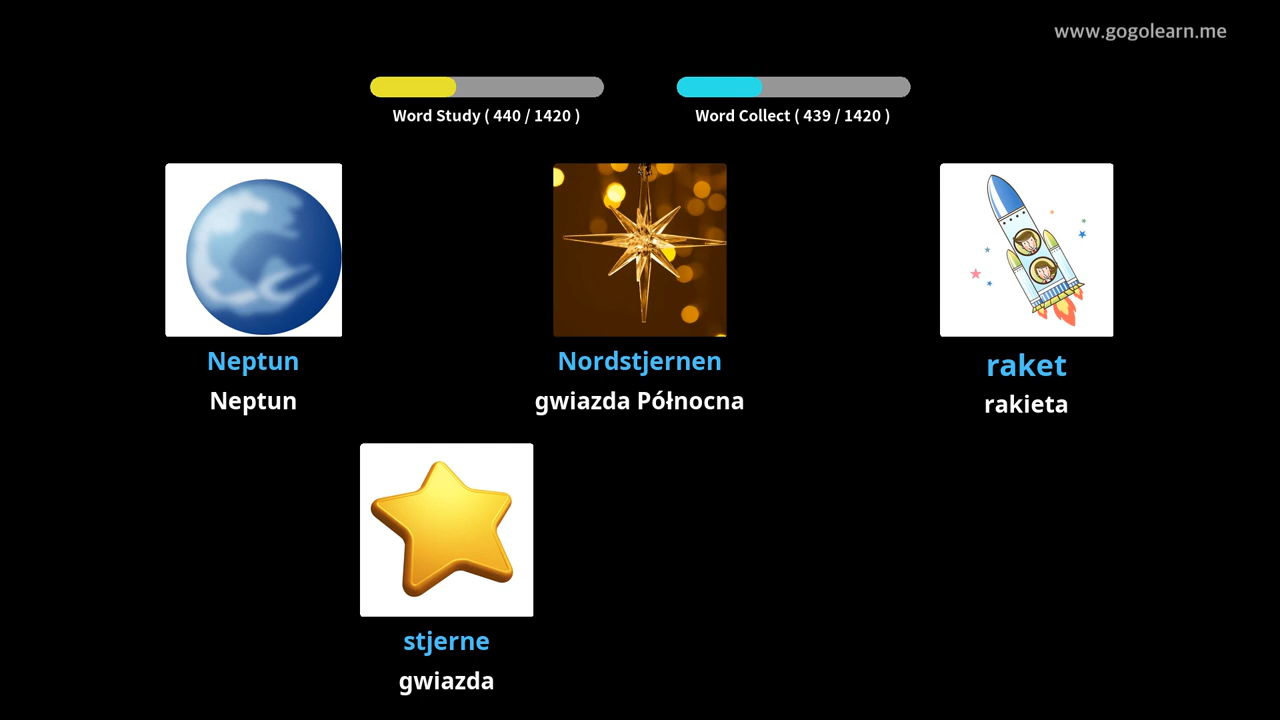 www.gogolearn.me
Word Study ( 440 / 1420 )
Word Collect ( 439 / 1420 )
Neptun
Neptun
Nordstjernen
gwiazda Północna
raket
rakieta
stjerne
gwiazda